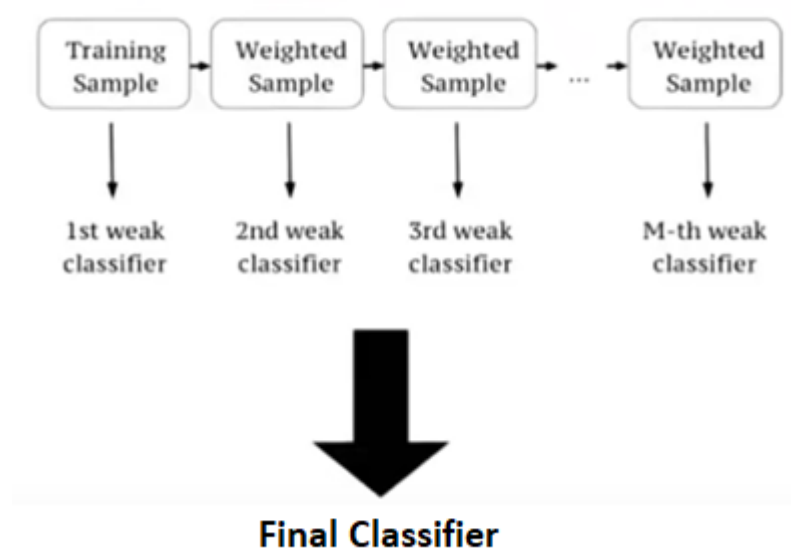 Training
Sample
Weighted
Sample
Weighted
Sample
...
Weighted
Sample
1st weak
classifier
2nd weak
classifier
3rd weak
classifier
M-th weak
classifier
Final Classifier